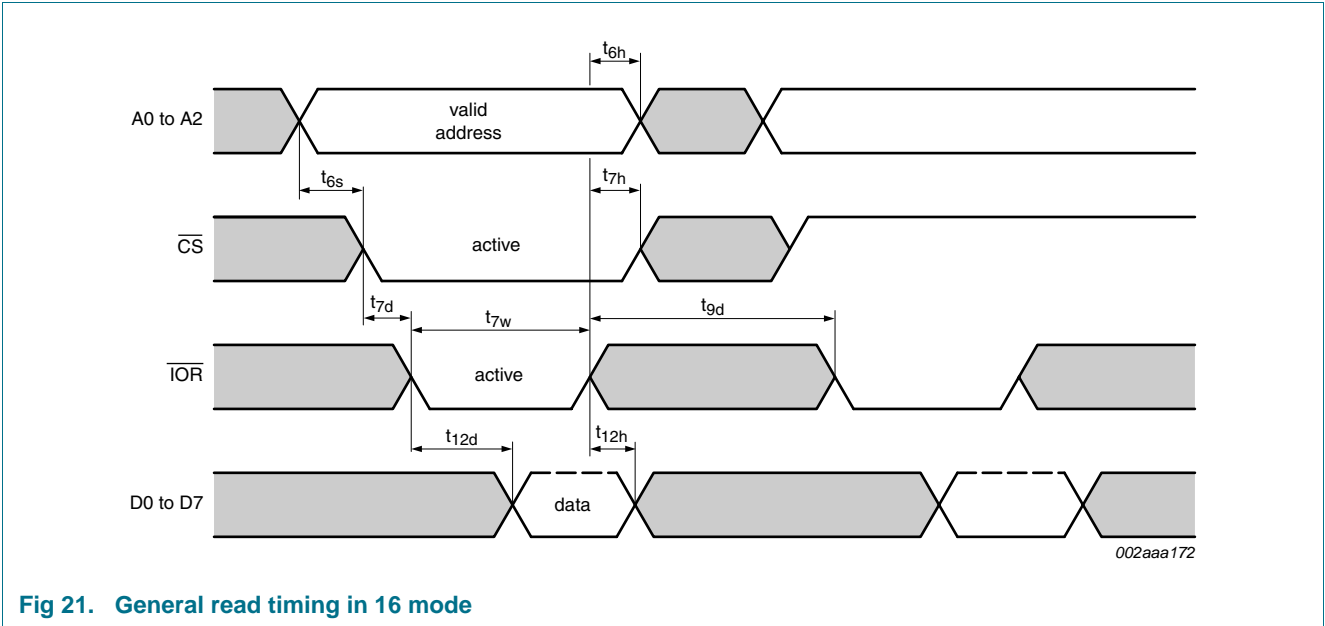 t6h
A0 to A2
valid
address
t6s
t7h
CS
active
t7d
t7w
t9d
IOR
active
t12d
t12h
D0 to D7
data
002aaa172
Fig 21. General read timing in 16 mode